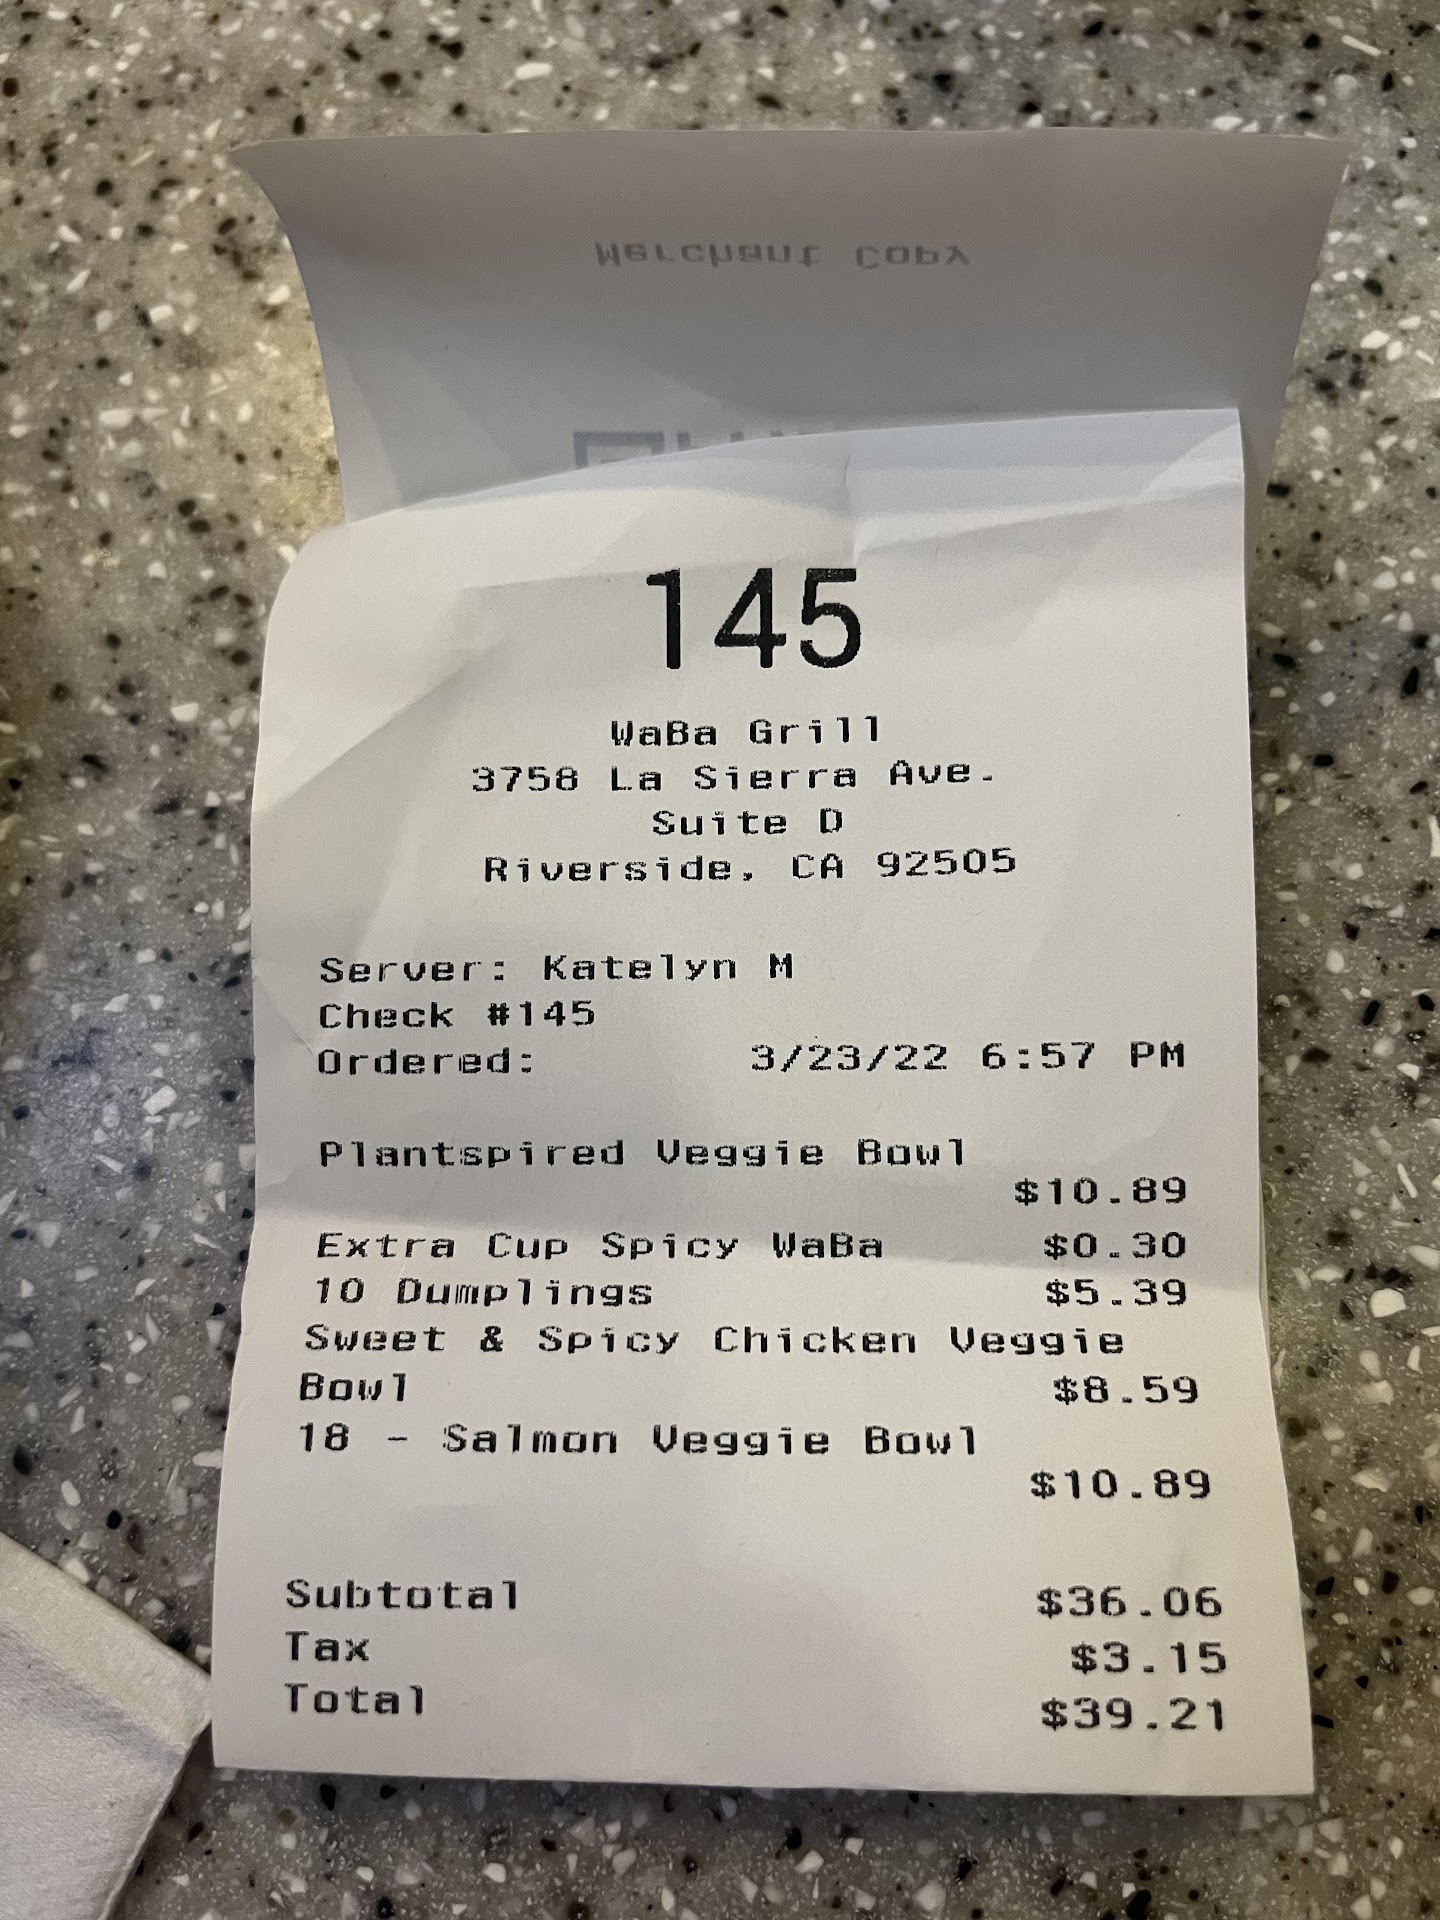 Merchant Copy
145
WaBa Grill
3758 La Sierra Ave.
Suite D
Riverside, CA 92505
Server: Katelyn M
Check #145
Ordered: 3/23/22 6:57 PM
Plantspired Veggie Bowl
$10.89
Extra Cup Spicy WaBa $0.30
10 Dumplings $5.39
Sweet & Spicy Chicken Veggie
Bowl $8.59
18 - Salmon Veggie Bowl
$10.89
Subtotal $36.06
Tax $3.15
Total $39.21